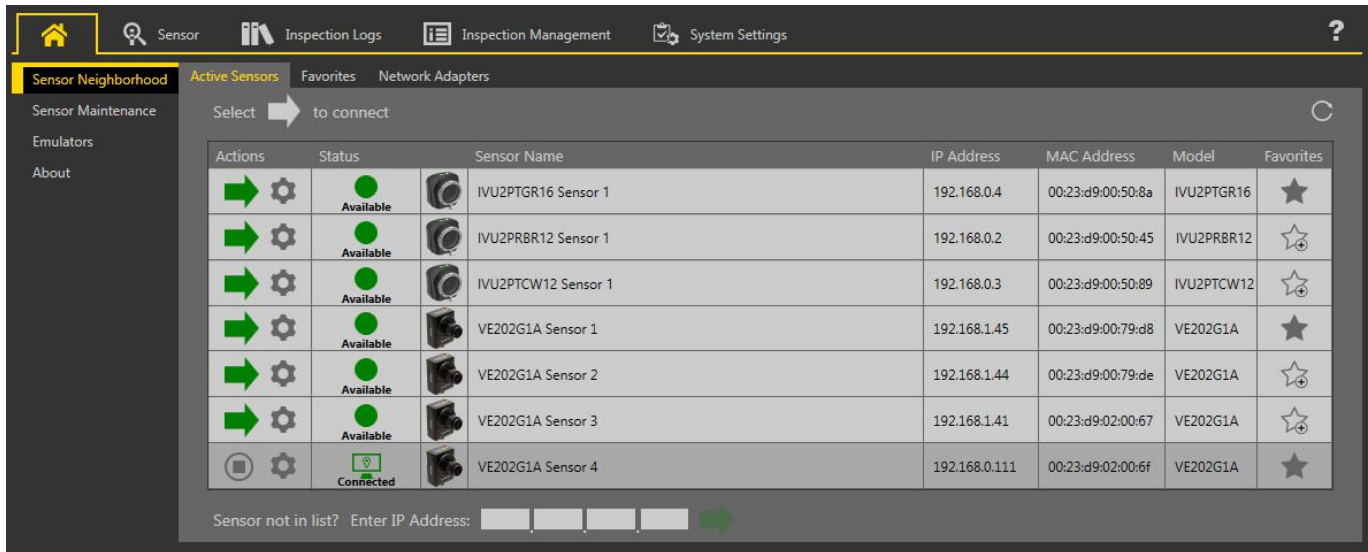 Sensor Inspection Logs Inspection Management System Settings ?
Sensor Neighborhood
Sensor Maintenance
Emulators
About
Active Sensors Favorites Network Adapters
Select to connect
Actions Status Sensor Name IP Address MAC Address Model Favorites
Available IVU2PTGR16 Sensor 1 192.168.0.4 00:23:d9:00:50:8a IVU2PTGR16
Available IVU2PRBR12 Sensor 1 192.168.0.2 00:23:d9:00:50:45 IVU2PRBR12
Available IVU2PTCW12 Sensor 1 192.168.0.3 00:23:d9:00:50:89 IVU2PTCW12
Available VE202G1A Sensor 1 192.168.1.45 00:23:d9:00:79:d8 VE202G1A
Available VE202G1A Sensor 2 192.168.1.44 00:23:d9:00:79:de VE202G1A
Available VE202G1A Sensor 3 192.168.1.41 00:23:d9:02:00:67 VE202G1A
Connected VE202G1A Sensor 4 192.168.0.111 00:23:d9:02:00:6f VE202G1A
Sensor not in list? Enter IP Address: . . .